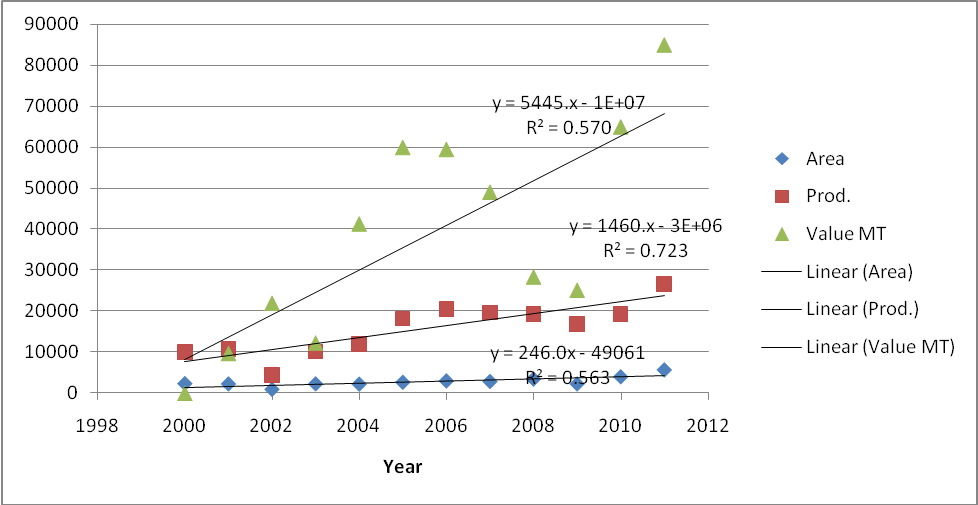 90000
80000
70000
60000
50000
40000
30000
20000
10000
0
y = 5445.x - 1E+07
R² = 0.570
y = 1460.x - 3E+06
R² = 0.723
y = 246.0x - 49061
R² = 0.563
1998 2000 2002 2004 2006 2008 2010 2012
Year
Area
Prod.
Value MT
Linear (Area)
Linear (Prod.)
Linear (Value MT)